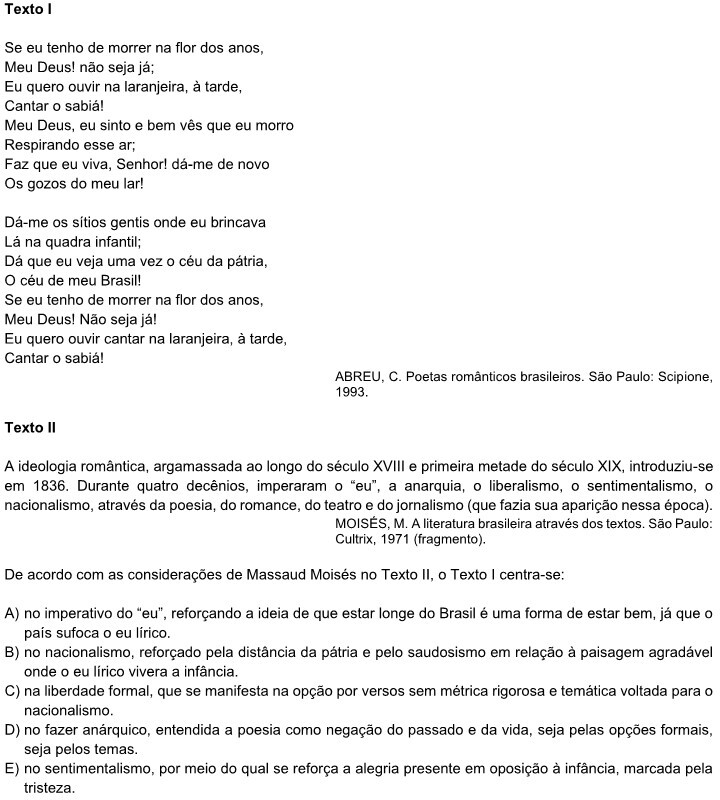 Texto I
Se eu tenho de morrer na flor dos anos,
Meu Deus! não seja já;
Eu quero ouvir na laranjeira, à tarde,
Cantar o sabiá!
Meu Deus, eu sinto e bem vês que eu morro
Respirando esse ar;
Faz que eu viva, Senhor! dá-me de novo
Os gozos do meu lar!
Dá-me os sítios gentis onde eu brincava
Lá na quadra infantil;
Dá que eu veja uma vez o céu da pátria,
O céu de meu Brasil!
Se eu tenho de morrer na flor dos anos,
Meu Deus! Não seja já!
Eu quero ouvir cantar na laranjeira, à tarde,
Cantar o sabiá!
ABREU, C. Poetas românticos brasileiros. São Paulo: Scipione,
1993.
Texto II
A ideologia romântica, argamassada ao longo do século XVIII e primeira metade do século XIX, introduziu-se
em 1836. Durante quatro decênios, imperaram o “eu”, a anarquia, o liberalismo, o sentimentalismo, o
nacionalismo, através da poesia, do romance, do teatro e do jornalismo (que fazia sua aparição nessa época).
MOISÉS, M. A literatura brasileira através dos textos. São Paulo:
Cultrix, 1971 (fragmento).
De acordo com as considerações de Massaud Moisés no Texto II, o Texto I centra-se:
A) no imperativo do “eu”, reforçando a ideia de que estar longe do Brasil é uma forma de estar bem, já que o
país sufoca o eu lírico.
B) no nacionalismo, reforçado pela distância da pátria e pelo saudosismo em relação à paisagem agradável
onde o eu lírico vivera a infância.
C) na liberdade formal, que se manifesta na opção por versos sem métrica rigorosa e temática voltada para o
nacionalismo.
D) no fazer anárquico, entendida a poesia como negação do passado e da vida, seja pelas opções formais,
seja pelos temas.
E) no sentimentalismo, por meio do qual se reforça a alegria presente em oposição à infância, marcada pela
tristeza.